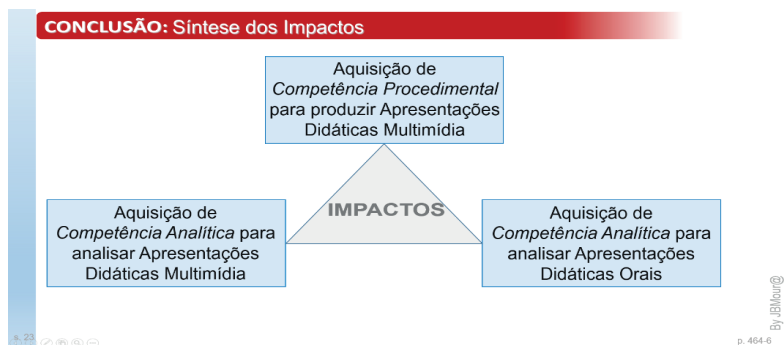 CONCLUSÃO: Síntese dos Impactos
Aquisição de
Competência Procedimental
para produzir Apresentações
Didáticas Multimídia
IMPACTOS
Aquisição de
Competência Analítica para
analisar Apresentações
Didáticas Multimídia
Aquisição de
Competência Analítica para
analisar Apresentações
Didáticas Orais
By JBMour@
s. 23
p. 464-6